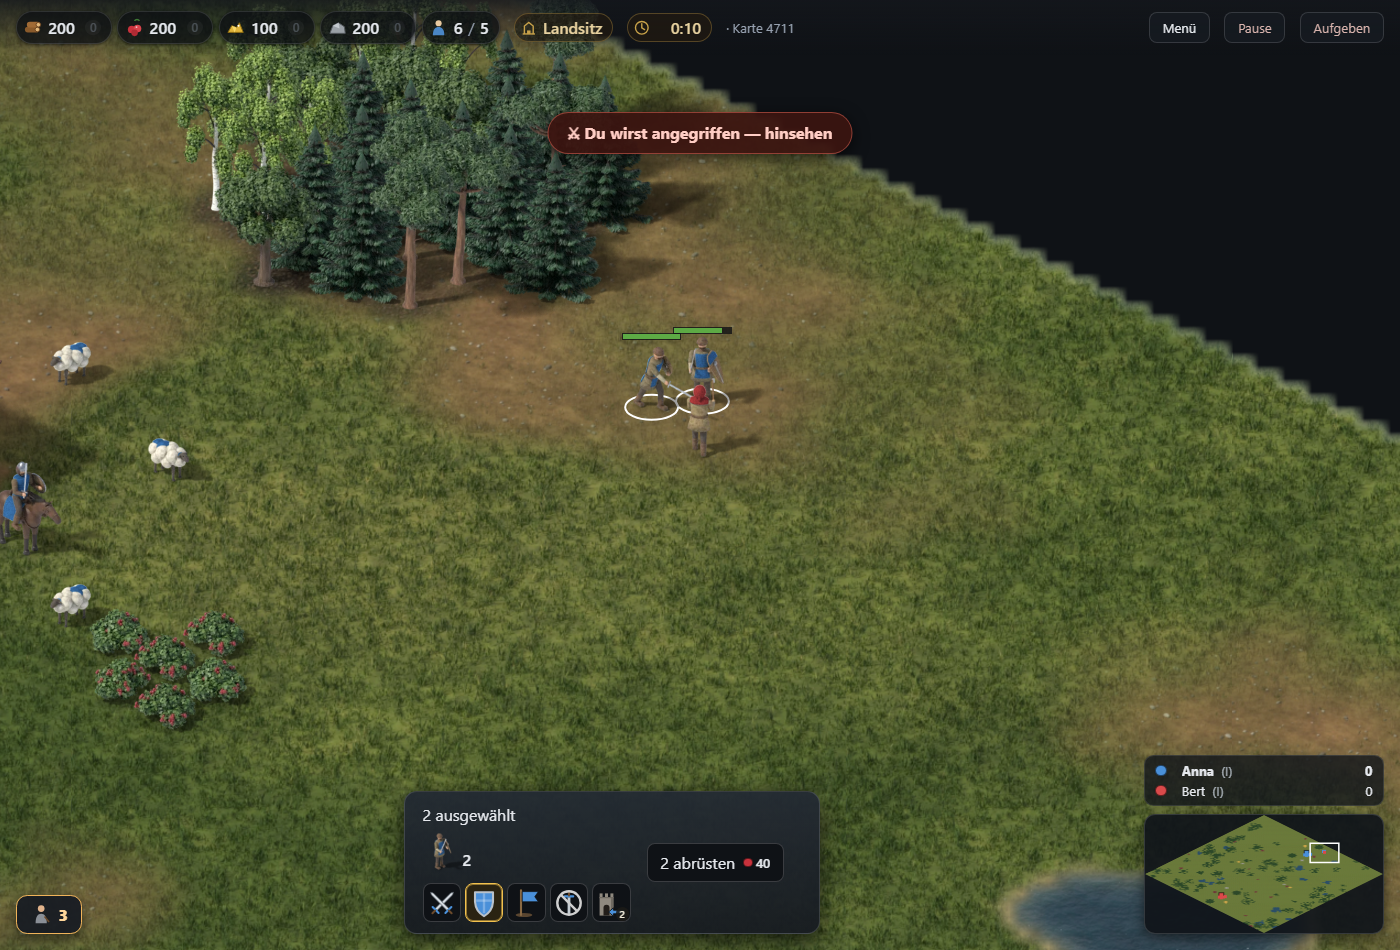 200 0 200 0 100 0 200 0 6 / 5 Landsitz 0:10 · Karte 4711 Menü Pause Aufgeben
Du wirst angegriffen — hinsehen
Anna (I) 0
Bert (I) 0
2 ausgewählt
2
2 abrüsten 40
2
3